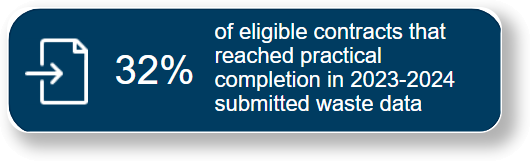 32%
of eligible contracts that
reached practical
completion in 2023-2024
submitted waste data